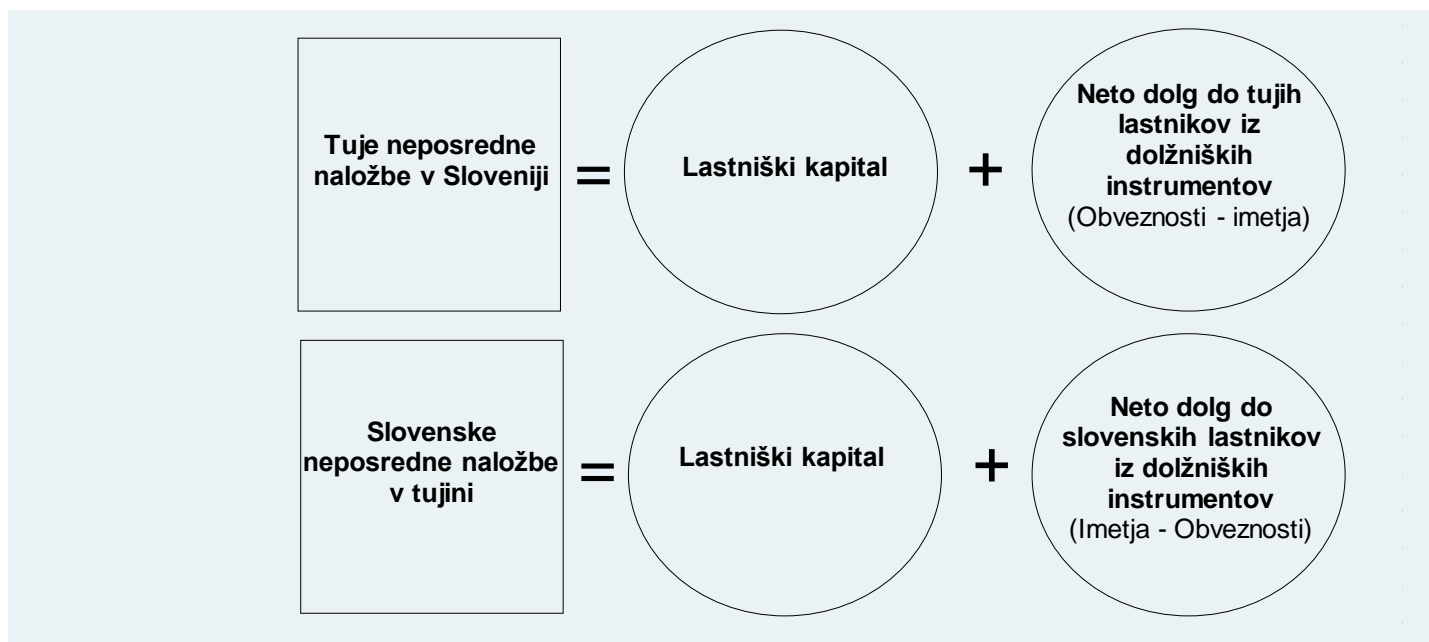 Tuje neposredne
naložbe v Sloveniji
=
Lastniški kapital
+
Neto dolg do tujih
lastnikov iz
dolžniških
instrumentov
(Obveznosti - imetja)
Slovenske
neposredne naložbe
v tujini
=
Lastniški kapital
+
Neto dolg do
slovenskih lastnikov
iz dolžniških
instrumentov
(Imetja - Obveznosti)